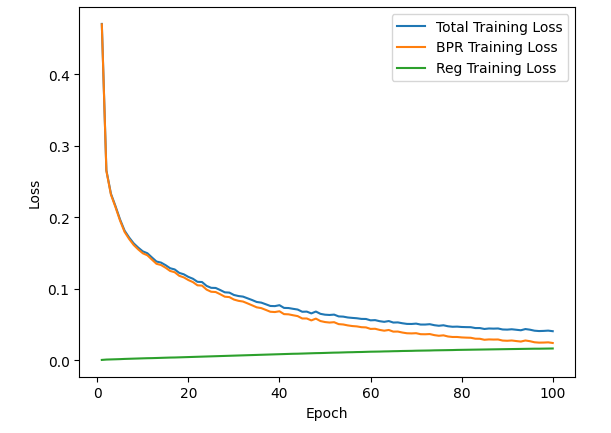 Total Training Loss
BPR Training Loss
Reg Training Loss
Loss
0.4
0.3
0.2
0.1
0.0
0 20 40 60 80 100
Epoch